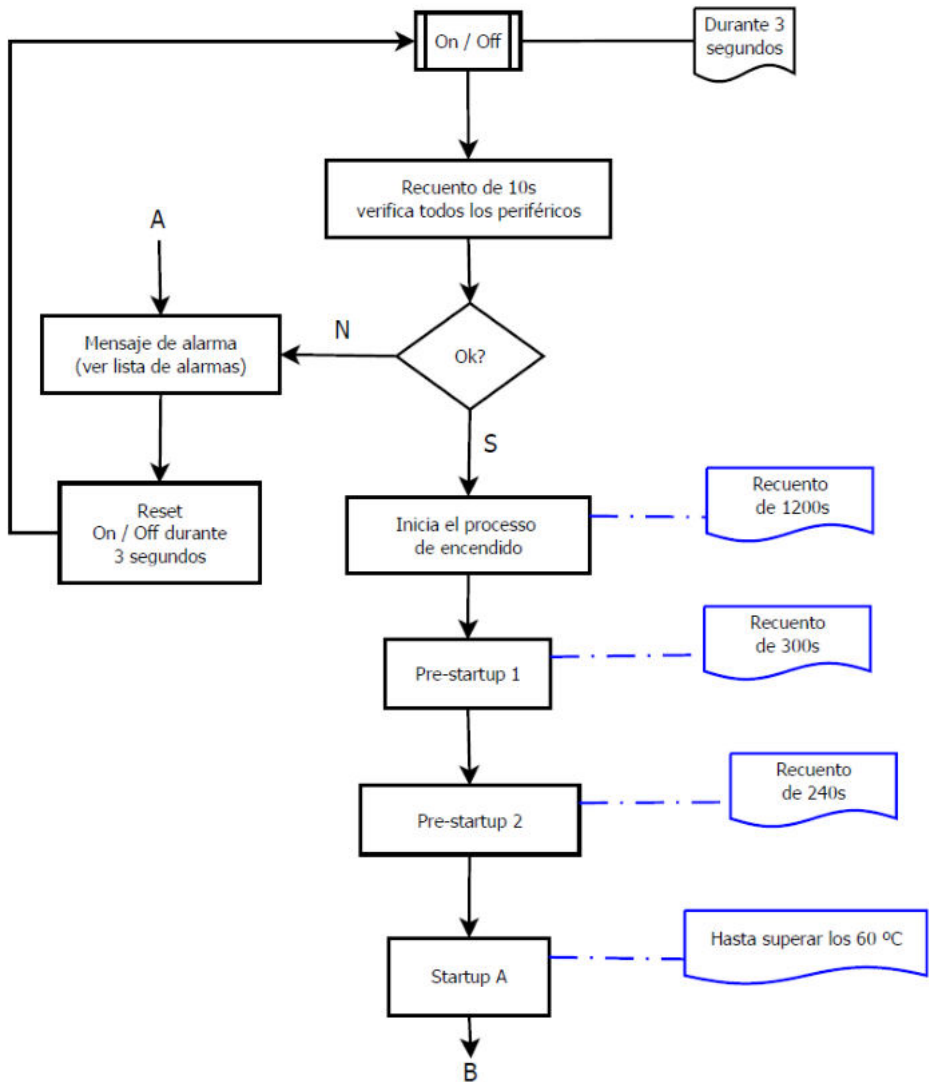 On / Off
Durante 3
segundos
Recuento de 10s
verifica todos los periféricos
A
Mensaje de alarma
(ver lista de alarmas)
N
Ok?
S
Reset
On / Off durante
3 segundos
Inicia el processo
de encendido
Recuento
de 1200s
Pre-startup 1
Recuento
de 300s
Pre-startup 2
Recuento
de 240s
Startup A
Hasta superar los 60 ºC
B